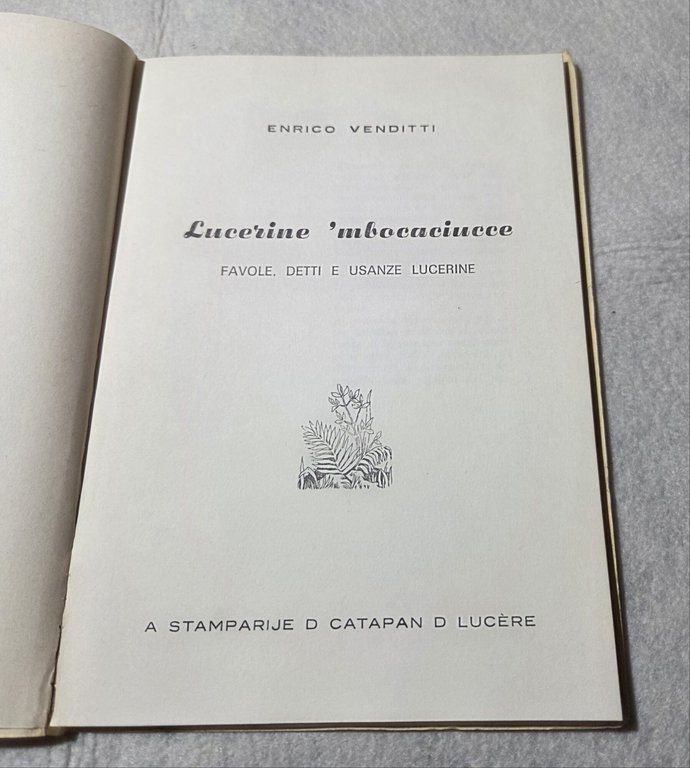 ENRICO VENDITTI
Lucerine 'mbocaciucce
FAVOLE, DETTI E USANZE LUCERINE
A STAMPARIJE D CATAPAN D LUCÈRE